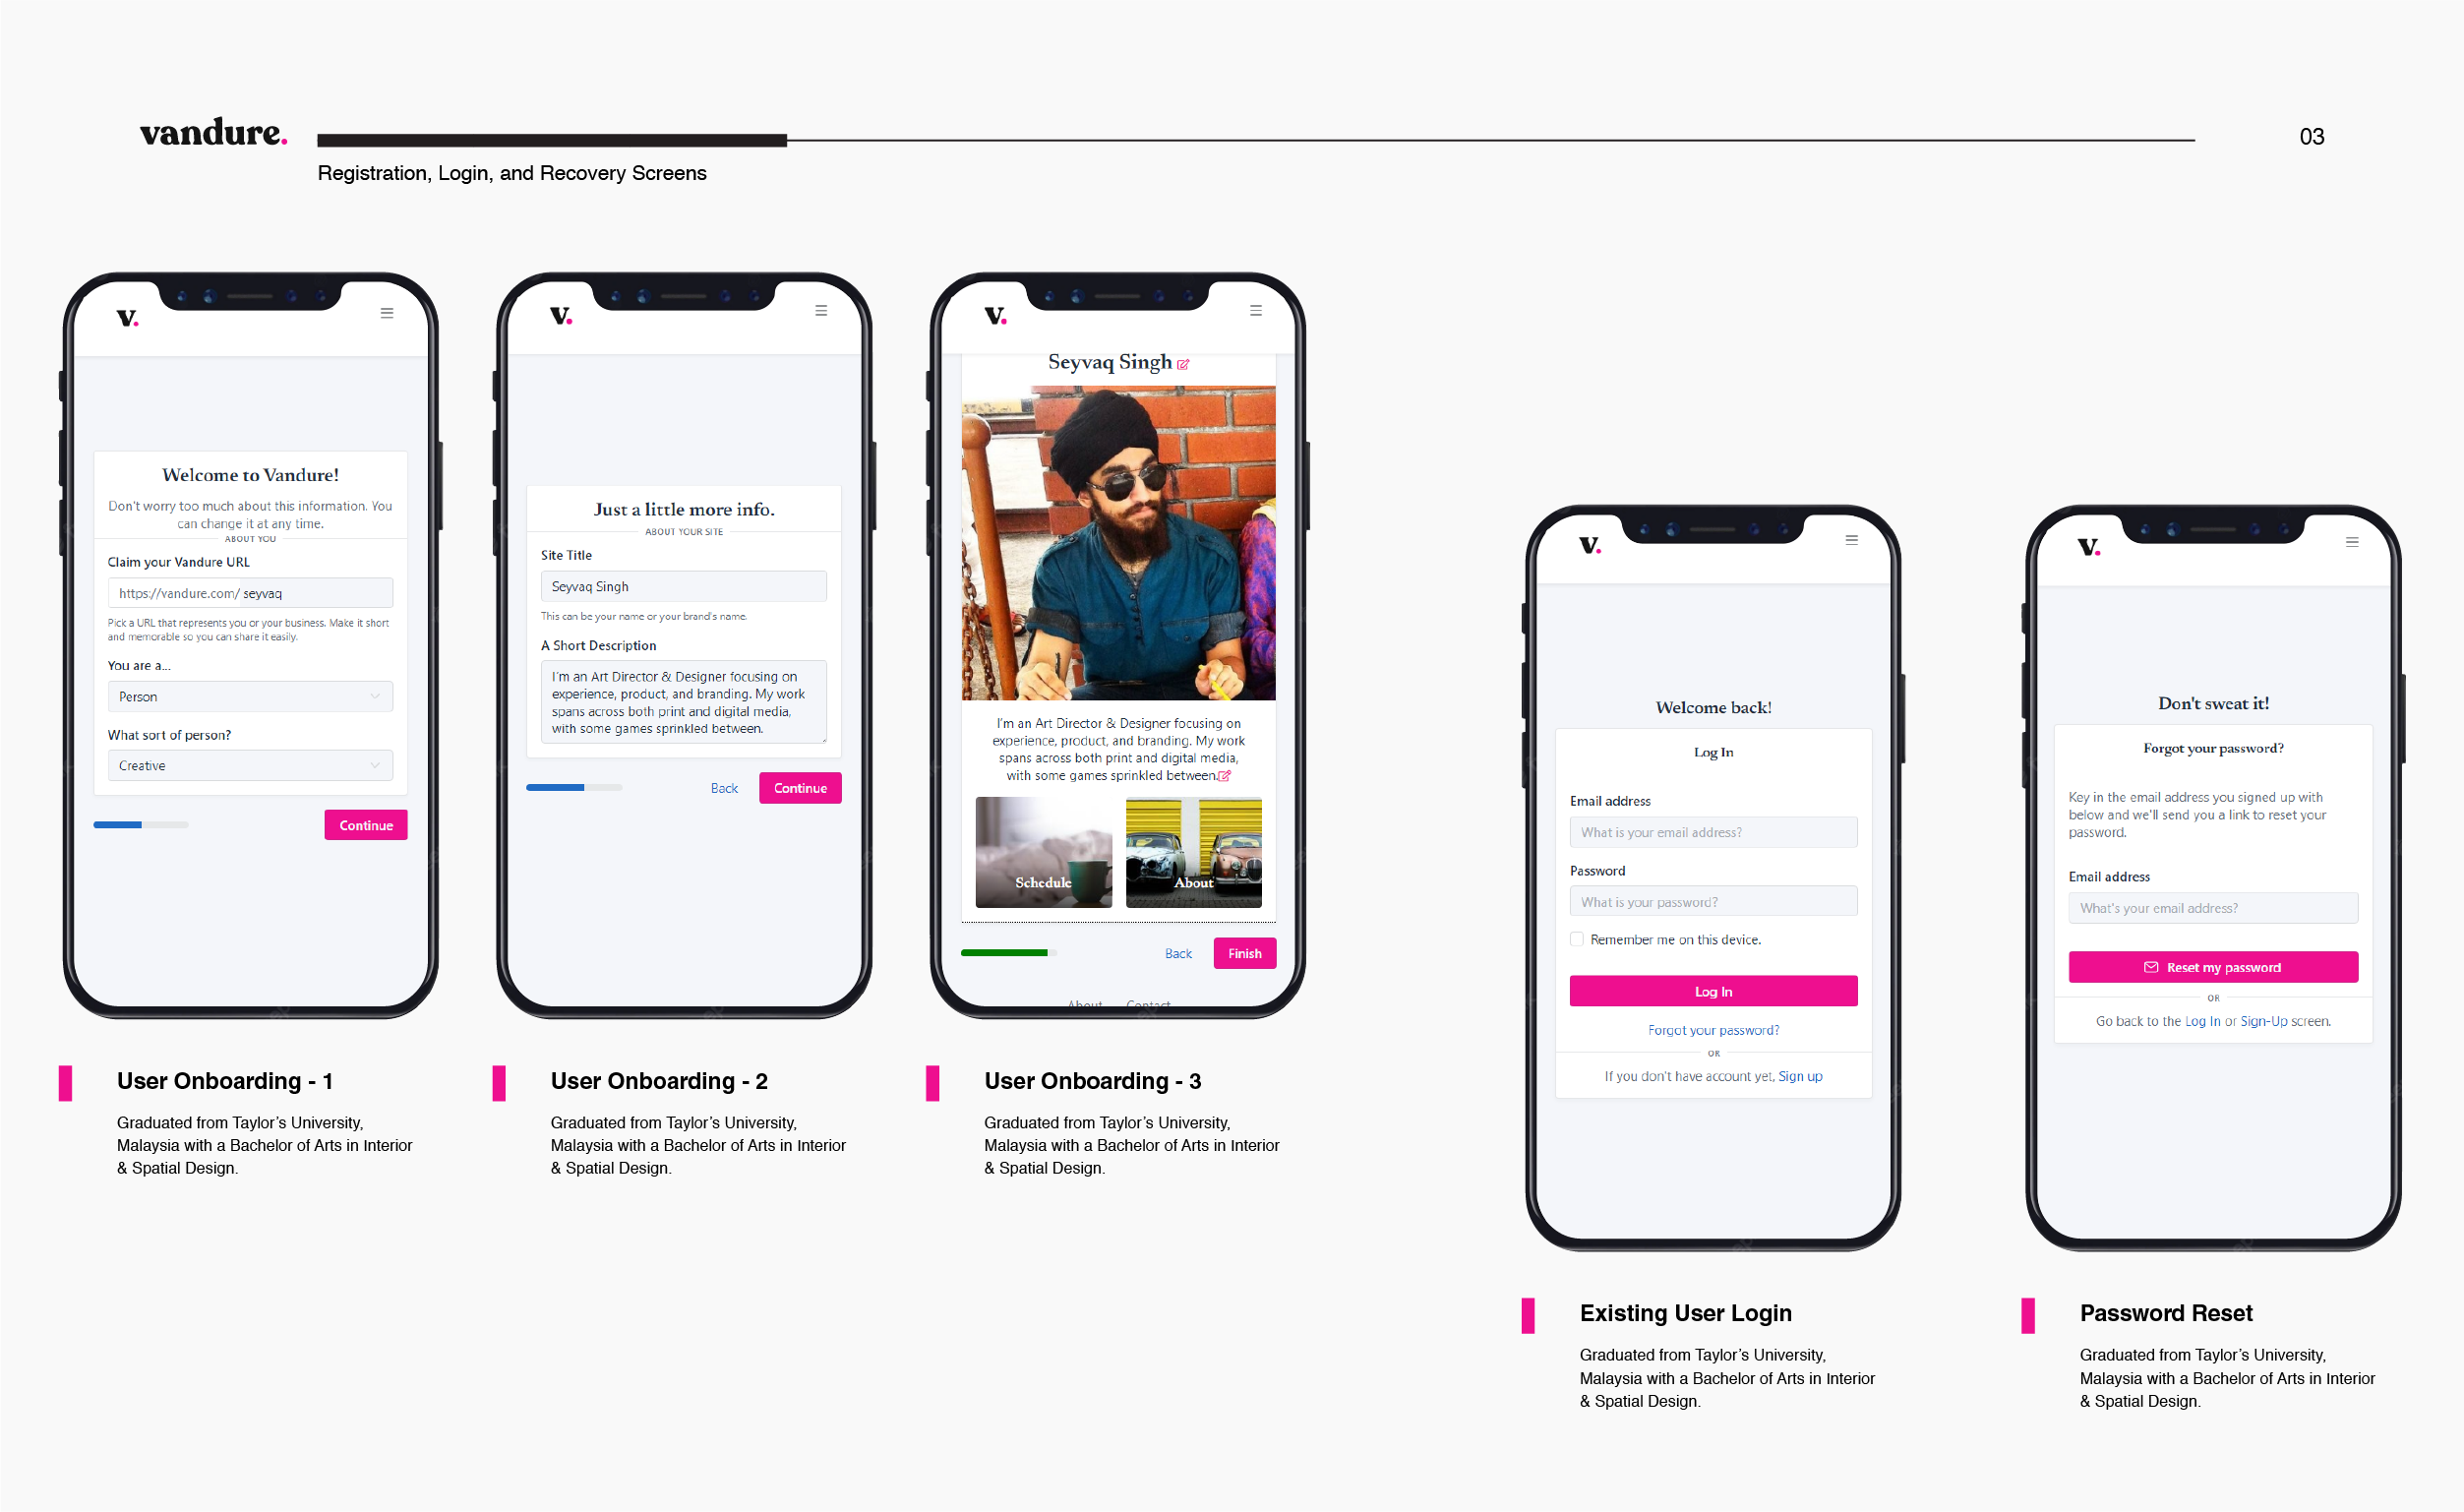 vandure.
03
Registration, Login, and Recovery Screens
V.
Welcome to Vandure!
Don't worry too much about this information. You
can change it at any time.
ABOUT YOU
Claim your Vandure URL
https://vandure.com/ seyvaq
Pick a URL that represents you or your business. Make it short
and memorable so you can share it easily.
You are a...
Person
What sort of person?
Creative
Continue
User Onboarding - 1
Graduated from Taylor’s University,
Malaysia with a Bachelor of Arts in Interior
& Spatial Design.
V.
Just a little more info.
ABOUT YOUR SITE
Site Title
Seyvaq Singh
This can be your name or your brand's name.
A Short Description
I'm an Art Director & Designer focusing on
experience, product, and branding. My work
spans across both print and digital media,
with some games sprinkled between.
Back
Continue
User Onboarding - 2
Graduated from Taylor’s University,
Malaysia with a Bachelor of Arts in Interior
& Spatial Design.
V.
Seyvaq Singh
I'm an Art Director & Designer focusing on
experience, product, and branding. My work
spans across both print and digital media,
with some games sprinkled between.
Schedule
About
Back
Finish
About
Contact
User Onboarding - 3
Graduated from Taylor’s University,
Malaysia with a Bachelor of Arts in Interior
& Spatial Design.
V.
Welcome back!
Log In
Email address
What is your email address?
Password
What is your password?
Remember me on this device.
Log In
Forgot your password?
OR
If you don't have account yet, Sign up
Existing User Login
Graduated from Taylor’s University,
Malaysia with a Bachelor of Arts in Interior
& Spatial Design.
V.
Don't sweat it!
Forgot your password?
Key in the email address you signed up with
below and we'll send you a link to reset your
password.
Email address
What's your email address?
Reset my password
OR
Go back to the Log In or Sign-Up screen.
Password Reset
Graduated from Taylor’s University,
Malaysia with a Bachelor of Arts in Interior
& Spatial Design.